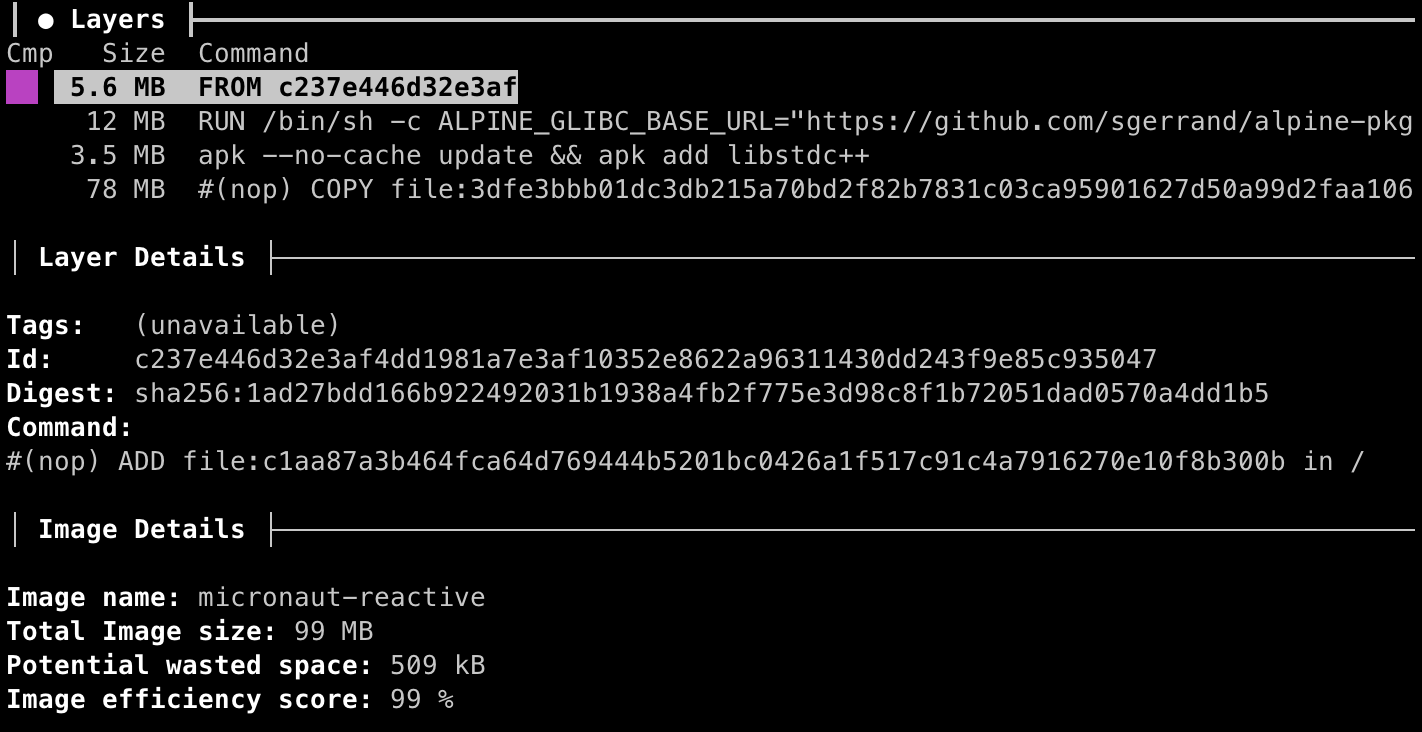 ● Layers
Cmp   Size  Command
5.6 MB  FROM c237e446d32e3af
12 MB  RUN /bin/sh -c ALPINE_GLIBC_BASE_URL="https://github.com/sgerrand/alpine-pkg
3.5 MB  apk --no-cache update && apk add libstdc++
78 MB  #(nop) COPY file:3dfe3bbb01dc3db215a70bd2f82b7831c03ca95901627d50a99d2faa106
Layer Details
Tags:   (unavailable)
Id:     c237e446d32e3af4dd1981a7e3af10352e8622a96311430dd243f9e85c935047
Digest: sha256:1ad27bdd166b922492031b1938a4fb2f775e3d98c8f1b72051dad0570a4dd1b5
Command:
#(nop) ADD file:c1aa87a3b464fca64d769444b5201bc0426a1f517c91c4a7916270e10f8b300b in /
Image Details
Image name: micronaut-reactive
Total Image size: 99 MB
Potential wasted space: 509 kB
Image efficiency score: 99 %